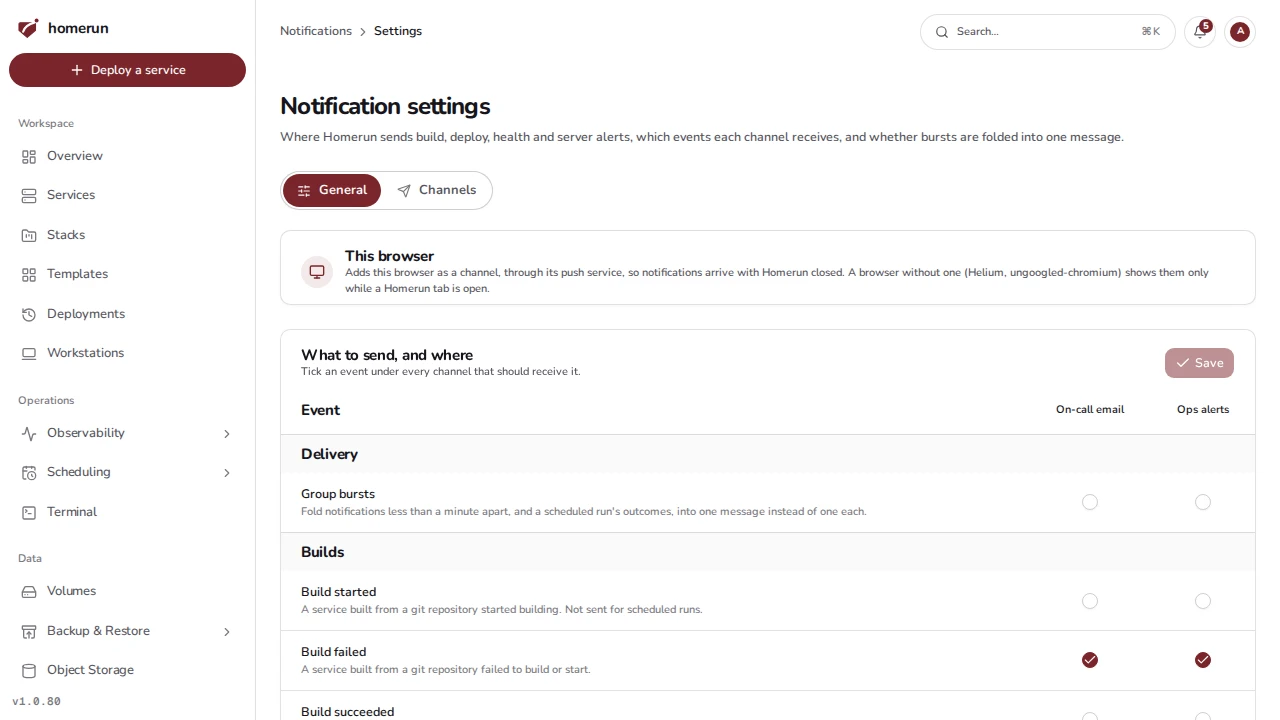 homerun
Deploy a service
Workspace
Overview
Services
Stacks
Templates
Deployments
Workstations
Operations
Observability
Scheduling
Terminal
Data
Volumes
Backup & Restore
Object Storage
v1.0.80
Notifications > Settings
Search... ⌘K
5
A
Notification settings
Where Homerun sends build, deploy, health and server alerts, which events each channel receives, and whether bursts are folded into one message.
General
Channels
This browser
Adds this browser as a channel, through its push service, so notifications arrive with Homerun closed. A browser without one (Helium, ungoogled-chromium) shows them only
while a Homerun tab is open.
What to send, and where
Tick an event under every channel that should receive it.
Save
Event On-call email Ops alerts
Delivery
Group bursts
Fold notifications less than a minute apart, and a scheduled run's outcomes, into one message instead of one each.
Builds
Build started
A service built from a git repository started building. Not sent for scheduled runs.
Build failed
A service built from a git repository failed to build or start.
Build succeeded